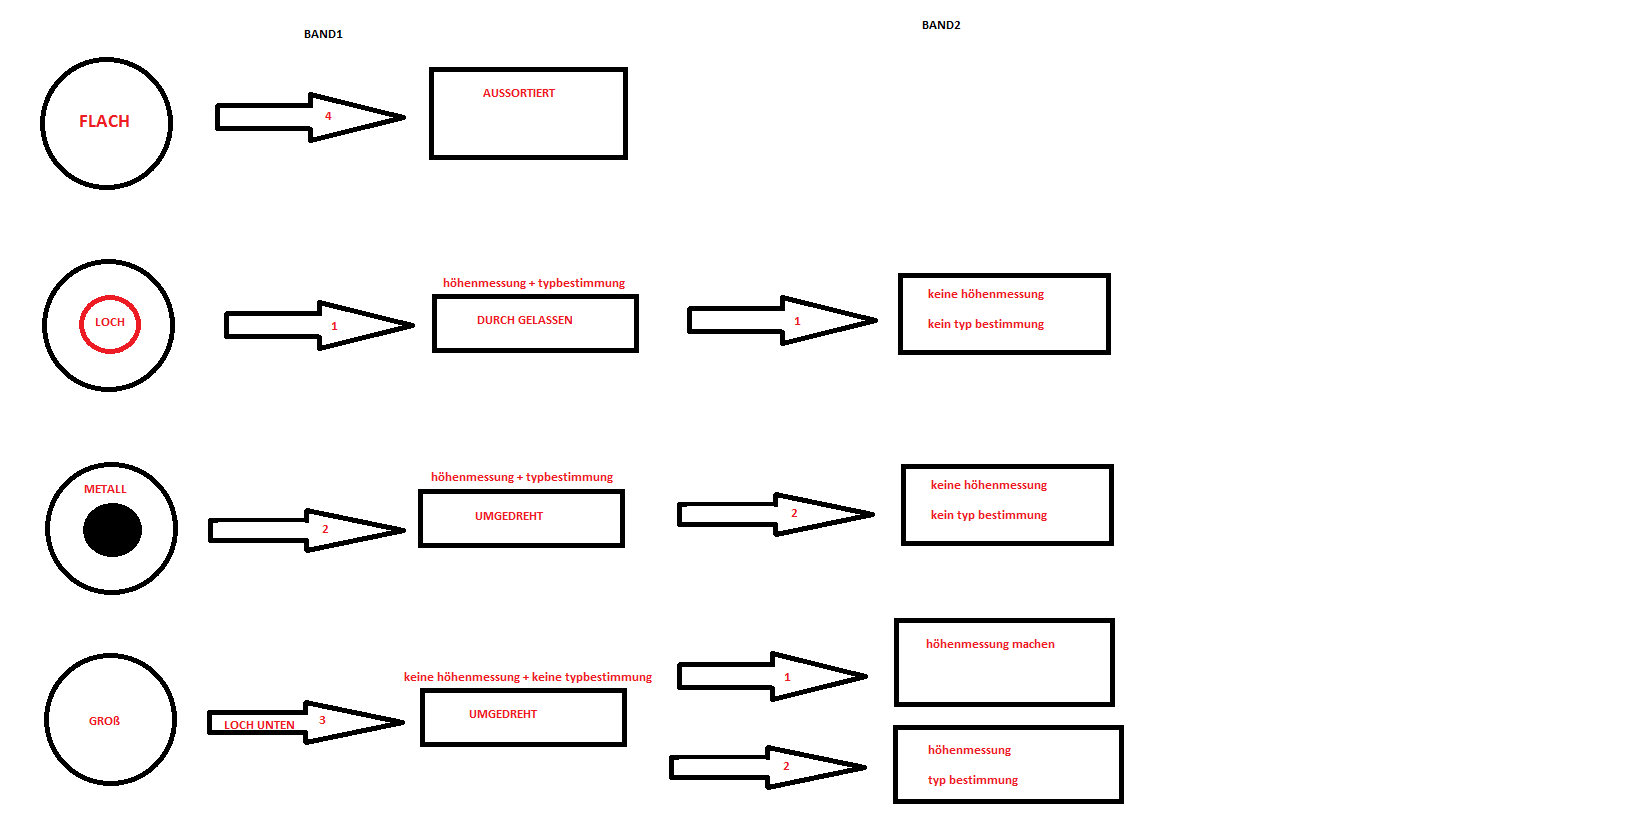 BAND1
BAND2
FLACH
4
AUSSORTIERT
LOCH
1
höhenmessung + typbestimmung
DURCH GELASSEN
1
keine höhenmessung
kein typ bestimmung
METALL
2
höhenmessung + typbestimmung
UMGEDREHT
2
keine höhenmessung
kein typ bestimmung
GROß
LOCH UNTEN
3
keine höhenmessung + keine typbestimmung
UMGEDREHT
1
höhenmessung machen
2
höhenmessung
typ bestimmung